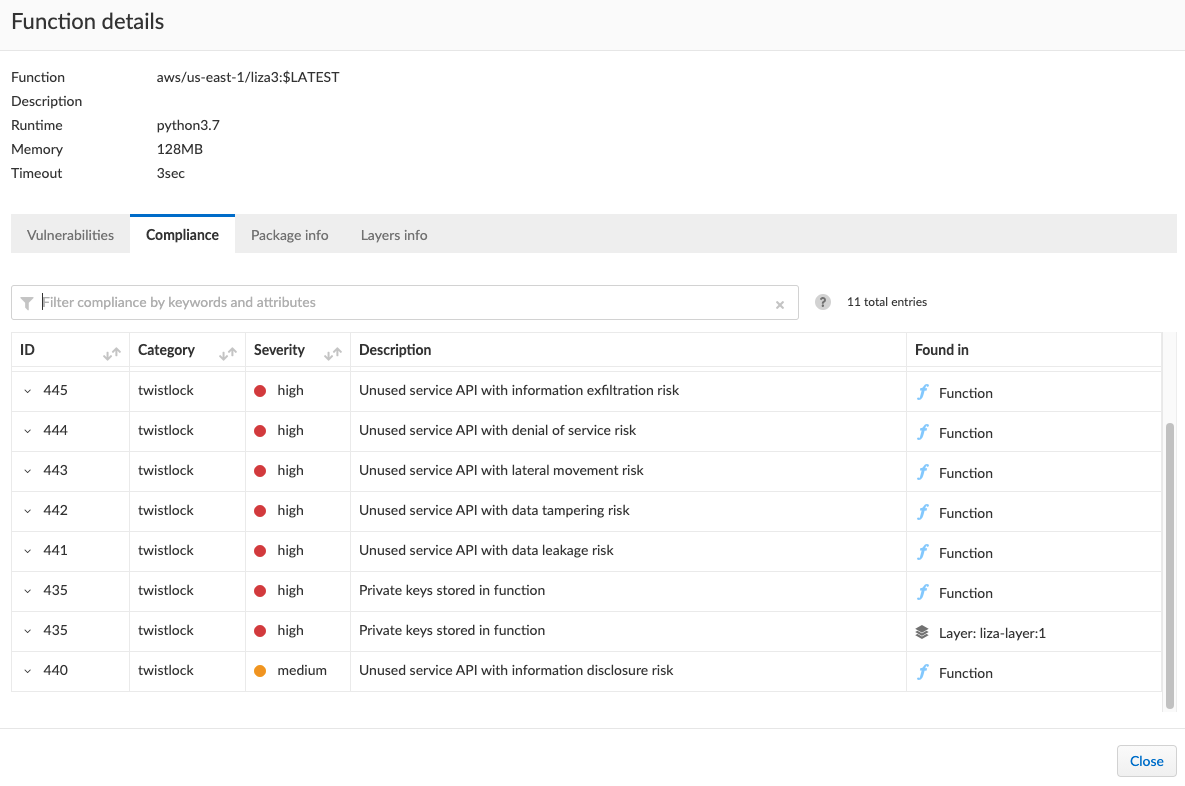 Function details
Function aws/us-east-1/liza3:$LATEST
Description
Runtime python3.7
Memory 128MB
Timeout 3sec
Vulnerabilities Compliance Package info Layers info
Filter compliance by keywords and attributes × ? 11 total entries
ID Category Severity Description Found in
445 twistlock high Unused service API with information exfiltration risk Function
444 twistlock high Unused service API with denial of service risk Function
443 twistlock high Unused service API with lateral movement risk Function
442 twistlock high Unused service API with data tampering risk Function
441 twistlock high Unused service API with data leakage risk Function
435 twistlock high Private keys stored in function Function
435 twistlock high Private keys stored in function Layer: liza-layer:1
440 twistlock medium Unused service API with information disclosure risk Function
Close